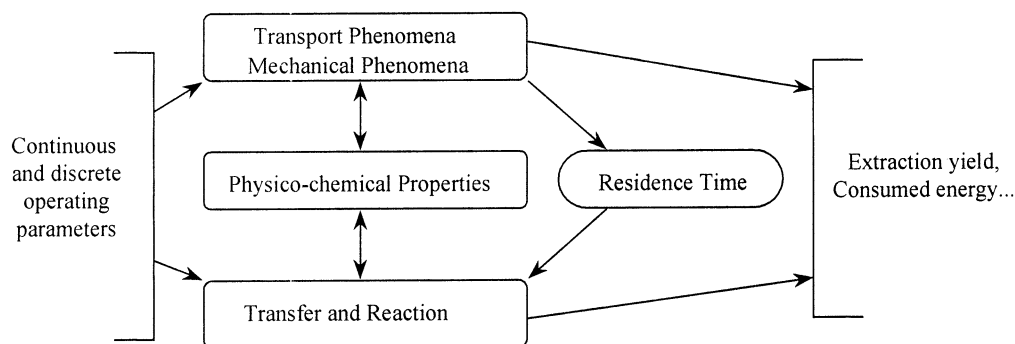 Transport Phenomena
Mechanical Phenomena
Continuous
and discrete
operating
parameters
Physico-chemical Properties
Residence Time
Extraction yield,
Consumed energy...
Transfer and Reaction